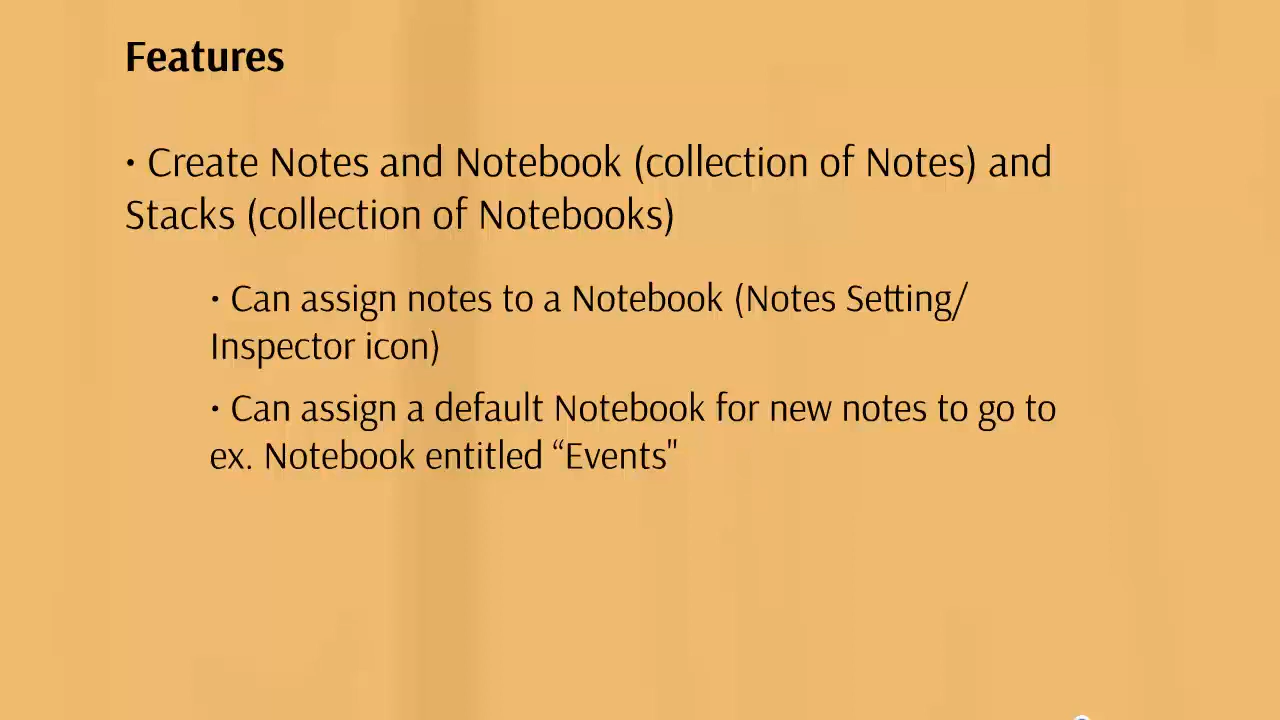 Features
• Create Notes and Notebook (collection of Notes) and
Stacks (collection of Notebooks)
• Can assign notes to a Notebook (Notes Setting/
Inspector icon)
• Can assign a default Notebook for new notes to go to
ex. Notebook entitled “Events"